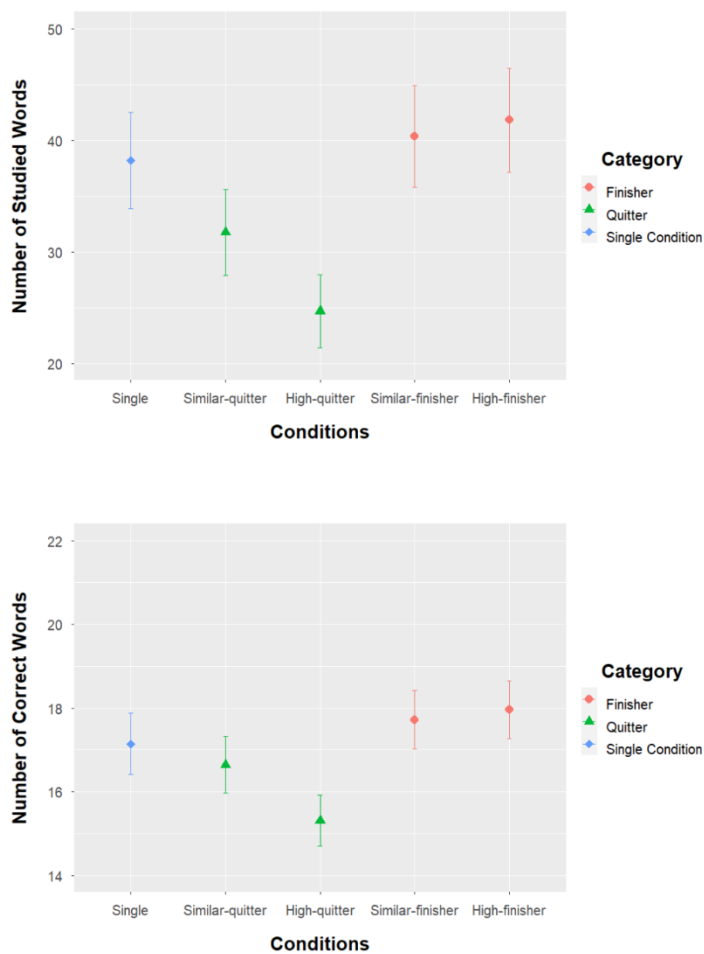 50
40
30
20
Number of Studied Words
Single
Similar-quitter
High-quitter
Similar-finisher
High-finisher
Conditions
Category
Finisher
Quitter
Single Condition
22
20
18
16
14
Number of Correct Words
Single
Similar-quitter
High-quitter
Similar-finisher
High-finisher
Conditions
Category
Finisher
Quitter
Single Condition